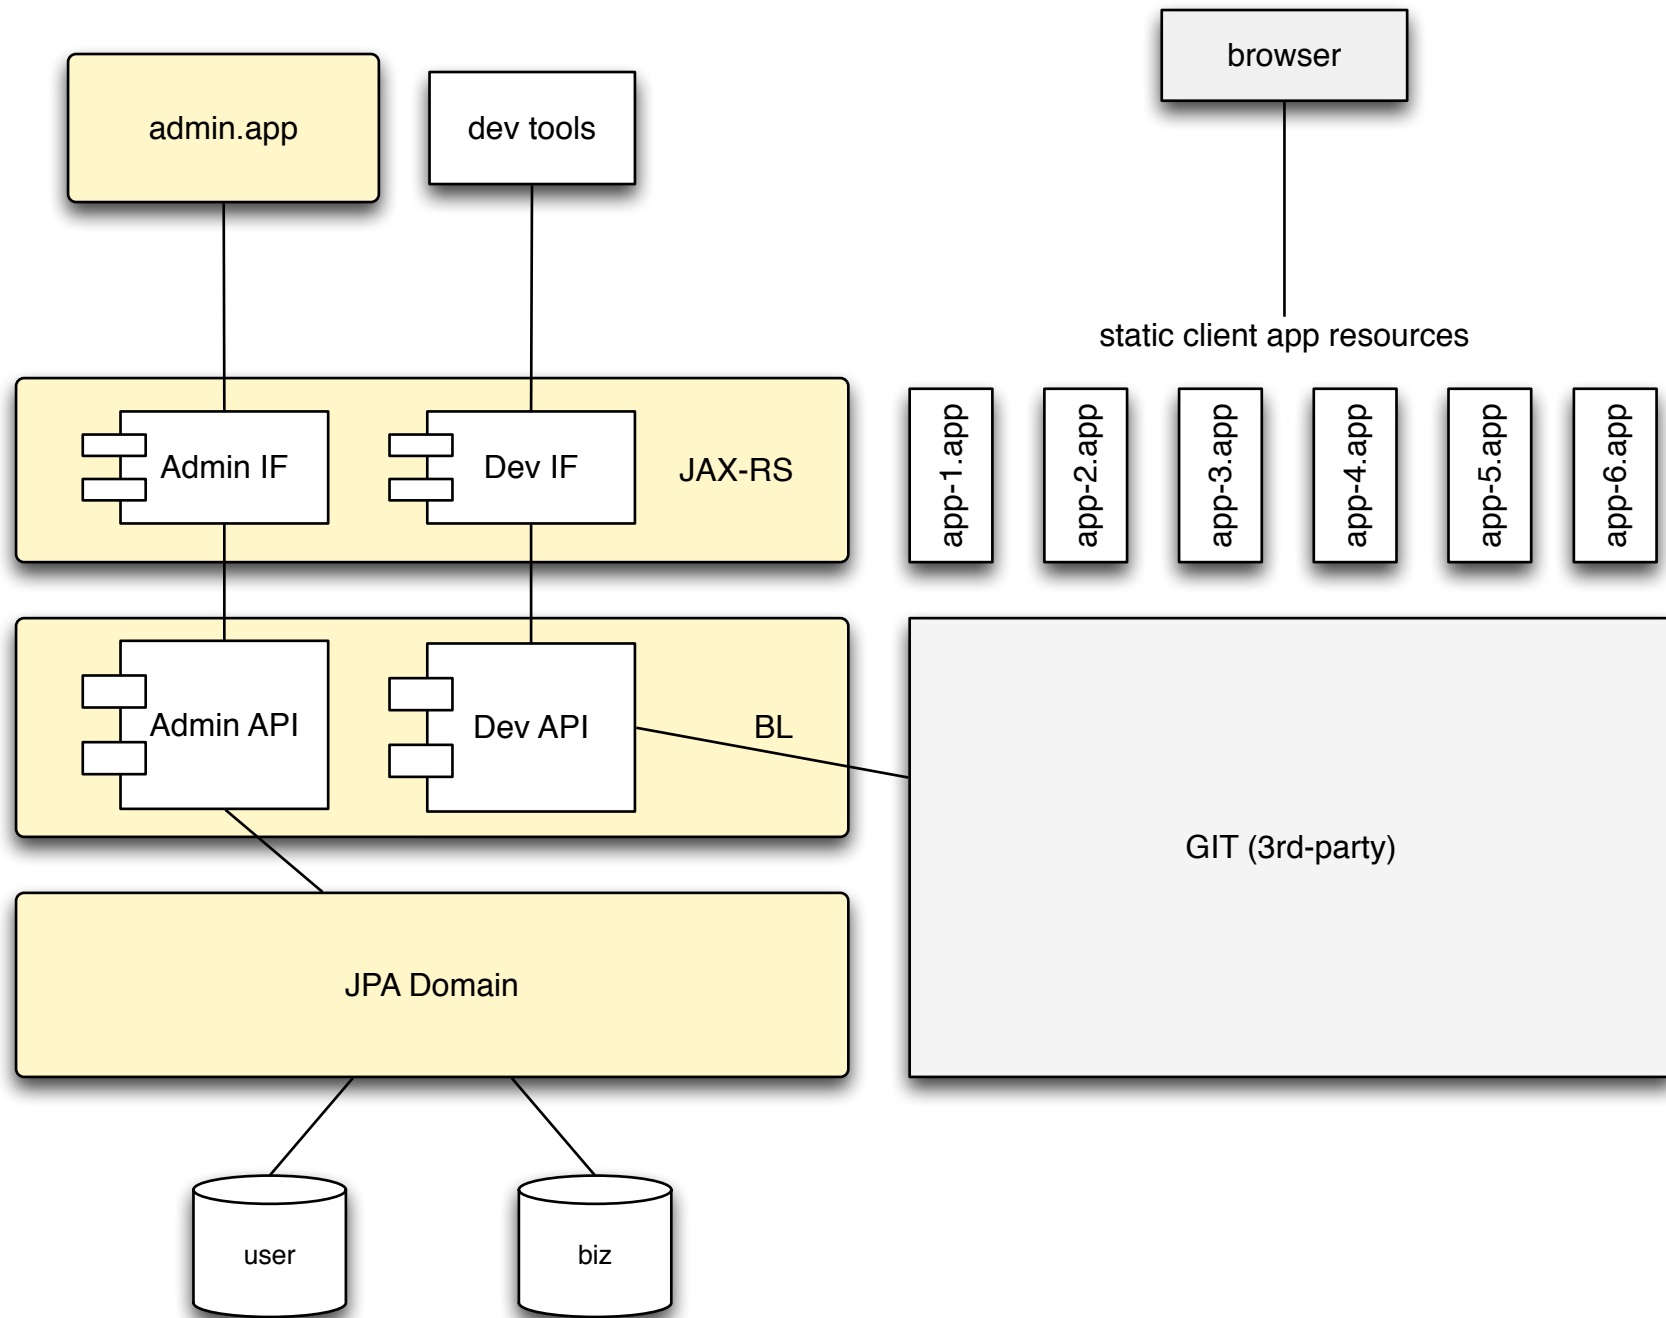 browser
admin.app
dev tools
static client app resources
Admin IF
Dev IF
JAX-RS
app-1.app
app-2.app
app-3.app
app-4.app
app-5.app
app-6.app
Admin API
Dev API
BL
GIT (3rd-party)
JPA Domain
user
biz